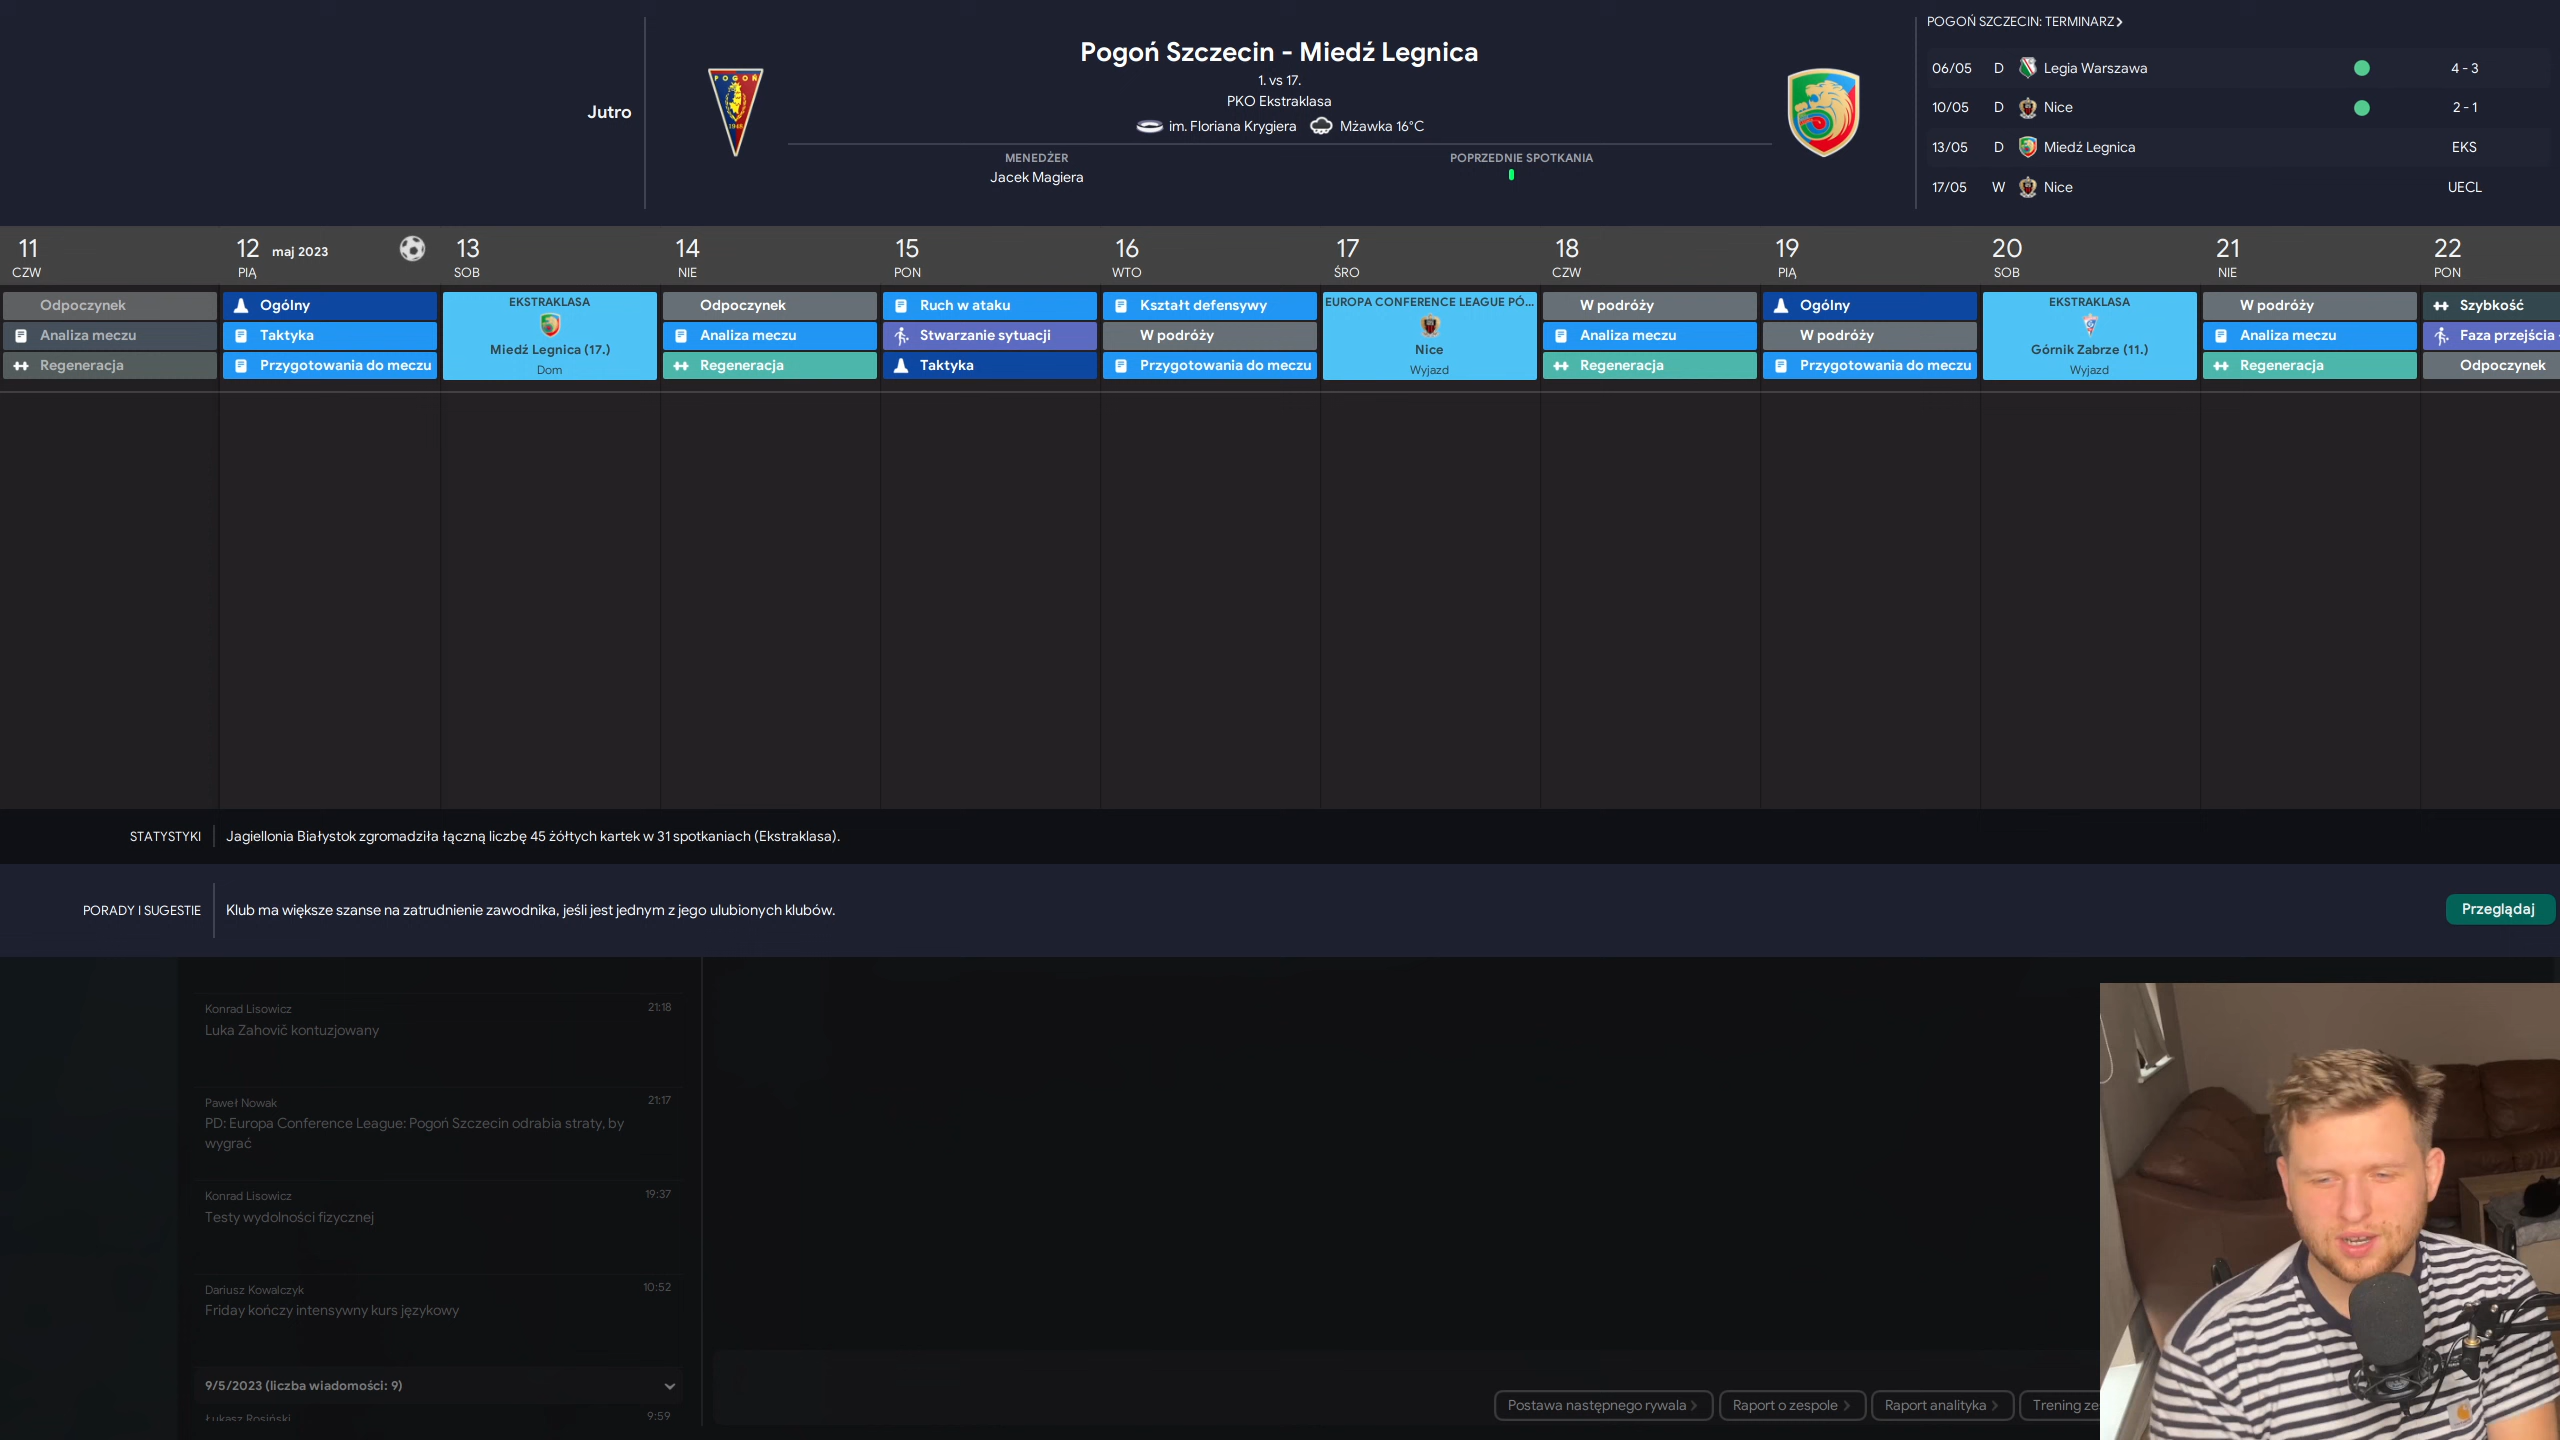 Jutro
POGOŃ
1948
Pogoń Szczecin - Miedź Legnica
1. vs 17.
PKO Ekstraklasa
im. Floriana Krygiera Mżawka 16°C
MENEDŻER
Jacek Magiera
POPRZEDNIE SPOTKANIA
POGOŃ SZCZECIN: TERMINARZ
06/05 D Legia Warszawa 4 - 3
10/05 D Nice 2 - 1
13/05 D Miedź Legnica EKS
17/05 W Nice UECL
11 12 maj 2023 13 14 15 16 17 18 19 20 21 22
CZW PIĄ SOB NIE PON WTO ŚRO CZW PIĄ SOB NIE PON
Odpoczynek
Analiza meczu
Regeneracja
Ogólny
Taktyka
Przygotowania do meczu
EKSTRAKLASA
Miedź Legnica (17.)
Dom
Odpoczynek
Analiza meczu
Regeneracja
Ruch w ataku
Stwarzanie sytuacji
Taktyka
Kształt defensywy
W podróży
Przygotowania do meczu
EUROPA CONFERENCE LEAGUE PÓ...
Nice
Wyjazd
W podróży
Analiza meczu
Regeneracja
Ogólny
W podróży
Przygotowania do meczu
EKSTRAKLASA
Górnik Zabrze (11.)
Wyjazd
W podróży
Analiza meczu
Regeneracja
Szybkość
Faza przejścia
Odpoczynek
STATYSTYKI Jagiellonia Białystok zgromadziła łączną liczbę 45 żółtych kartek w 31 spotkaniach (Ekstraklasa).
PORADY I SUGESTIE Klub ma większe szanse na zatrudnienie zawodnika, jeśli jest jednym z jego ulubionych klubów.
Przeglądaj
Konrad Lisowicz 21:18
Luka Zahovič kontuzjowany
Paweł Nowak 21:17
PD: Europa Conference League: Pogoń Szczecin odrabia straty, by
wygrać
Konrad Lisowicz 19:37
Testy wydolności fizycznej
Dariusz Kowalczyk 10:52
Friday kończy intensywny kurs językowy
9/5/2023 (liczba wiadomości: 9)
Łukasz Rosiński 9:59
Postawa następnego rywala
Raport o zespole
Raport analityka
Trening ze